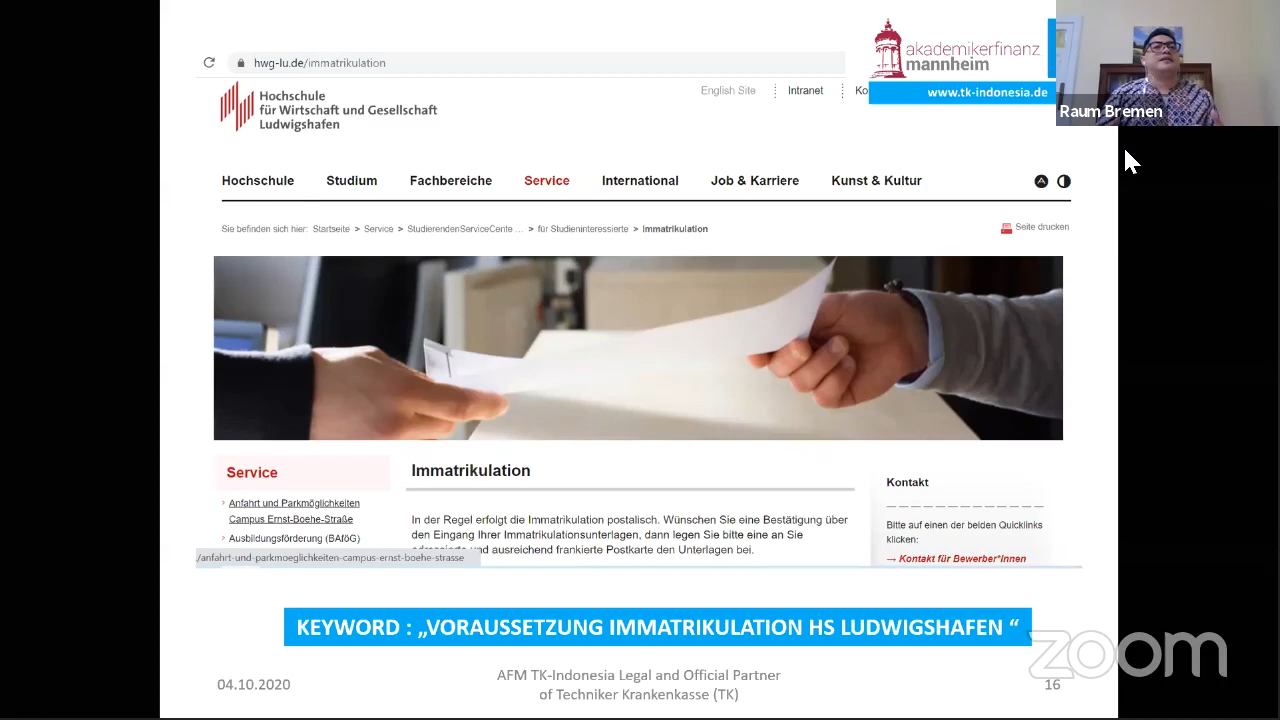 hwg-lu.de/immatrikulation
akademikerfinanz
mannheim
www.tk-indonesia.de
Raum Bremen
Hochschule
für Wirtschaft und Gesellschaft
Ludwigshafen
English Site
Intranet
Ko
Hochschule Studium Fachbereiche Service International Job & Karriere Kunst & Kultur
Sie befinden sich hier: Startseite > Service > StudierendenServiceCente ... > für Studieninteressierte > Immatrikulation
Seite drucken
Service
Anfahrt und Parkmöglichkeiten
Campus Ernst-Boehe-Straße
Ausbildungsförderung (BAföG)
/anfahrt-und-parkmoeglichkeiten-campus-ernst-boehe-strasse
Immatrikulation
In der Regel erfolgt die Immatrikulation postalisch. Wünschen Sie eine Bestätigung über
den Eingang Ihrer Immatrikulationsunterlagen, dann legen Sie bitte eine an Sie
adressierte und ausreichend frankierte Postkarte den Unterlagen bei.
Kontakt
Bitte auf einen der beiden Quicklinks
klicken:
→ Kontakt für Bewerber*Innen
KEYWORD : „VORAUSSETZUNG IMMATRIKULATION HS LUDWIGSHAFEN “
zoom
04.10.2020
AFM TK-Indonesia Legal and Official Partner
of Techniker Krankenkasse (TK)
16